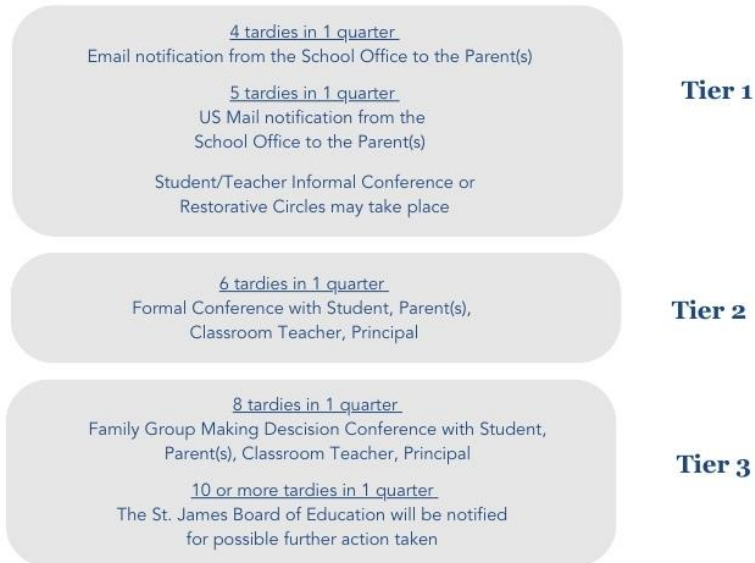 4 tardies in 1 quarter
Email notification from the School Office to the Parent(s)
5 tardies in 1 quarter
US Mail notification from the
School Office to the Parent(s)
Student/Teacher Informal Conference or
Restorative Circles may take place
Tier 1
6 tardies in 1 quarter
Formal Conference with Student, Parent(s),
Classroom Teacher, Principal
Tier 2
8 tardies in 1 quarter
Family Group Making Descision Conference with Student,
Parent(s), Classroom Teacher, Principal
10 or more tardies in 1 quarter
The St. James Board of Education will be notified
for possible further action taken
Tier 3